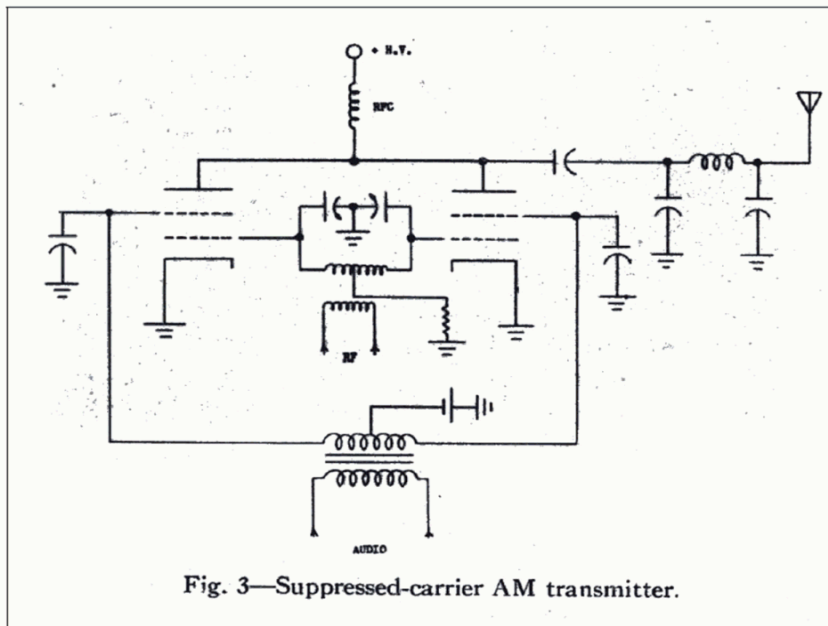 + H.V.
RFC
RF
AUDIO
Fig. 3—Suppressed-carrier AM transmitter.